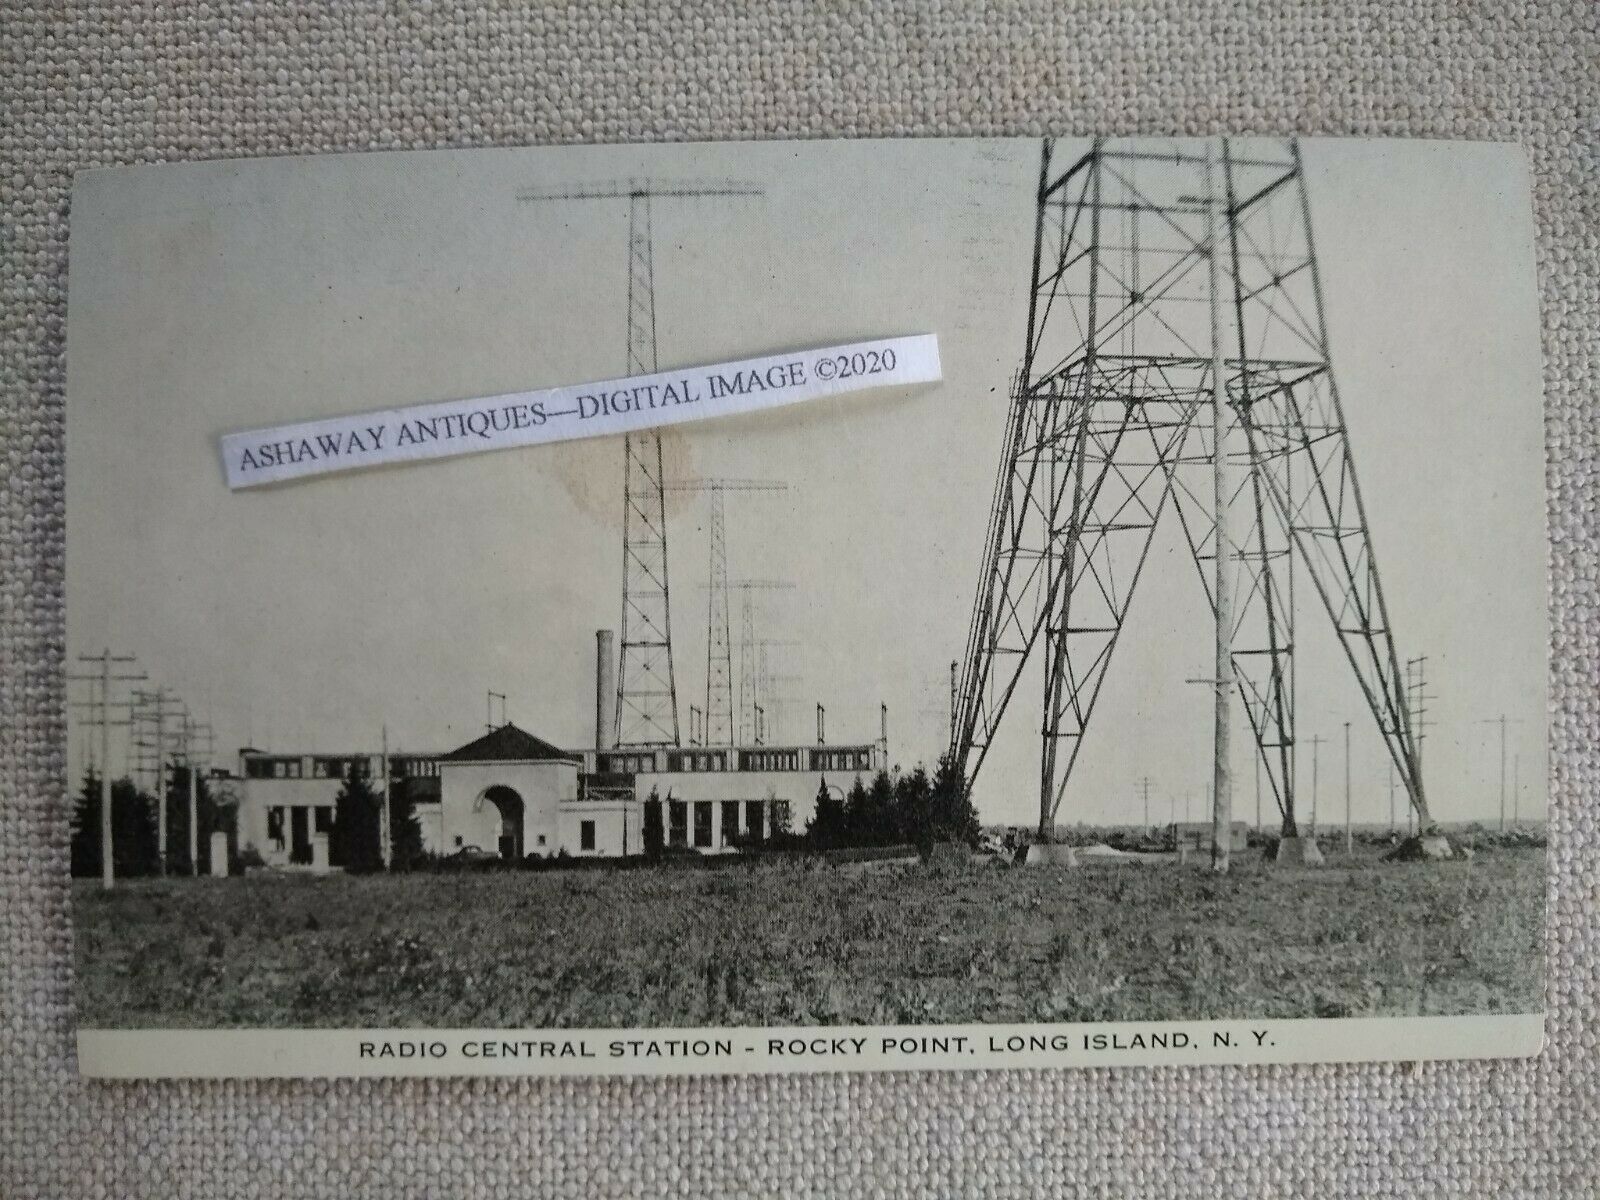 ASHAWAY ANTIQUES—DIGITAL IMAGE ©2020
RADIO CENTRAL STATION - ROCKY POINT, LONG ISLAND, N. Y.